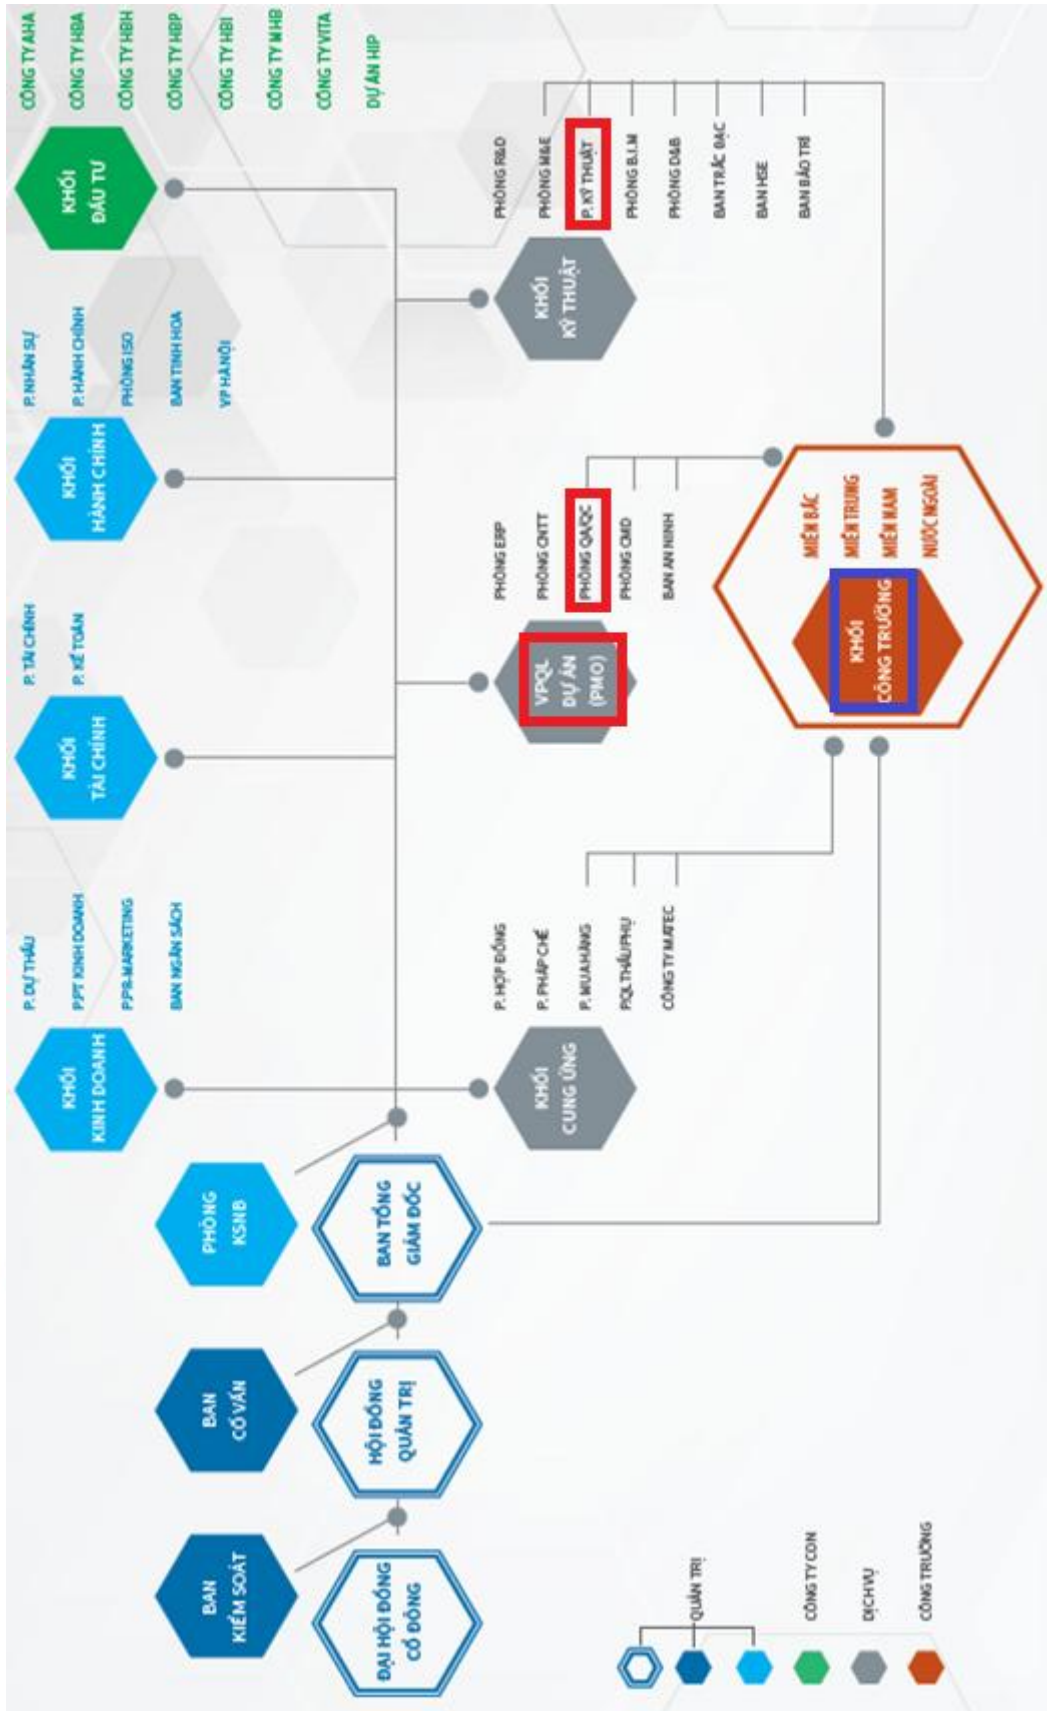 BAN
KIỂM SOÁT
BAN
CỐ VẤN
PHÒNG
KSNB
ĐẠI HỘI ĐỒNG
CỔ ĐÔNG
HỘI ĐỒNG
QUẢN TRỊ
BAN TỔNG
GIÁM ĐỐC
KHỐI
KINH DOANH
P. DỰ THẦU
P.PT KINH DOANH
P.PR-MARKETING
BAN NGÂN SÁCH
KHỐI
TÀI CHÍNH
P. TÀI CHÍNH
P. KẾ TOÁN
KHỐI
HÀNH CHÍNH
P. NHÂN SỰ
P. HÀNH CHÍNH
PHÒNG ISO
BAN TINH HOA
VP HÀ NỘI
KHỐI
ĐẦU TƯ
CÔNG TY AHA
CÔNG TY HBA
CÔNG TY HBH
CÔNG TY HBP
CÔNG TY HBI
CÔNG TY MHB
CÔNG TY VITA
DỰ ÁN HIP
KHỐI
CUNG ỨNG
P. HỢP ĐỒNG
P. PHÁP CHẾ
P. MUA HÀNG
P.QL THẦU PHỤ
CÔNG TY MATEC
VPQL
DỰ ÁN
(PMO)
PHÒNG ERP
PHÒNG CNTT
PHÒNG QA/QC
PHÒNG CMD
BAN AN NINH
KHỐI
KỸ THUẬT
PHÒNG R&D
PHÒNG M&E
P. KỸ THUẬT
PHÒNG B.I.M
PHÒNG D&B
BAN TRẮC ĐẠC
BAN HSE
BAN BẢO TRÌ
KHỐI
CÔNG TRƯỜNG
MIỀN BẮC
MIỀN TRUNG
MIỀN NAM
NƯỚC NGOÀI
QUẢN TRỊ
CÔNG TY CON
DỊCH VỤ
CÔNG TRƯỜNG